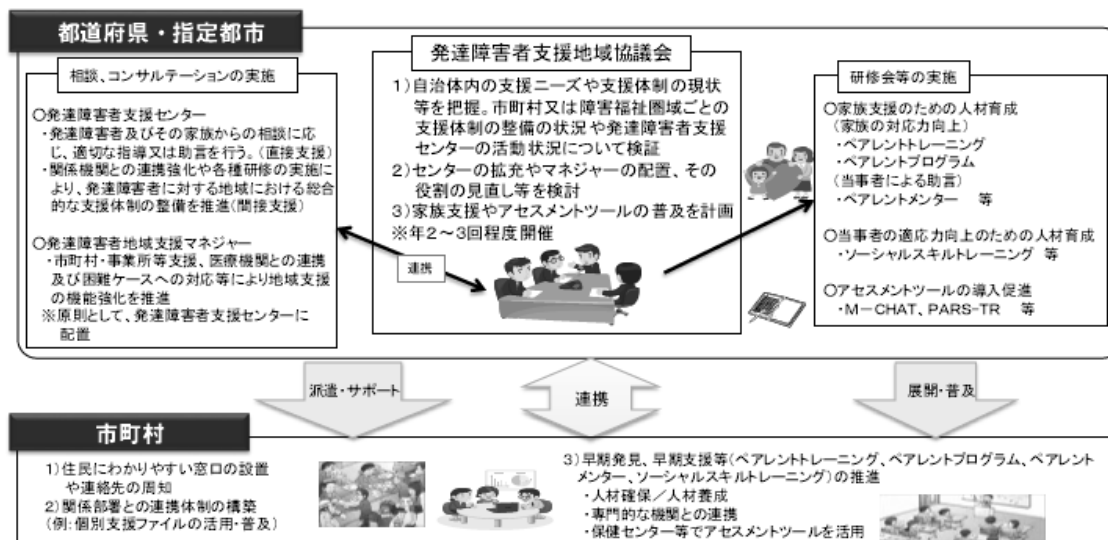 都道府県・指定都市
相談、コンサルテーションの実施
○発達障害者支援センター
・発達障害者及びその家族からの相談に応
じ、適切な指導又は助言を行う。(直接支援)
・関係機関との連携強化や各種研修の実施
により、発達障害者に対する地域における総合
的な支援体制の整備を推進(間接支援)
○発達障害者地域支援マネジャー
・市町村・事業所等支援、医療機関との連携
及び困難ケースへの対応等により地域支援
の機能強化を推進
※原則として、発達障害者支援センターに
配置
発達障害者支援地域協議会
1)自治体内の支援ニーズや支援体制の現状
等を把握。市町村又は障害福祉圏域ごとの
支援体制の整備の状況や発達障害者支援
センターの活動状況について検証
2)センターの拡充やマネジャーの配置、その
役割の見直し等を検討
3)家族支援やアセスメントツールの普及を計画
※年2~3回程度開催
連携
研修会等の実施
○家族支援のための人材育成
(家族の対応力向上)
・ペアレントトレーニング
・ペアレントプログラム
(当事者による助言)
・ペアレントメンター 等
○当事者の適応力向上のための人材育成
・ソーシャルスキルトレーニング 等
○アセスメントツールの導入促進
・M-CHAT、PARS-TR 等
派遣・サポート
連携
展開・普及
市町村
1)住民にわかりやすい窓口の設置
や連絡先の周知
2)関係部署との連携体制の構築
(例:個別支援ファイルの活用・普及)
3)早期発見、早期支援等(ペアレントトレーニング、ペアレントプログラム、ペアレント
メンター、ソーシャルスキルトレーニング)の推進
・人材確保/人材養成
・専門的な機関との連携
・保健センター等でアセスメントツールを活用